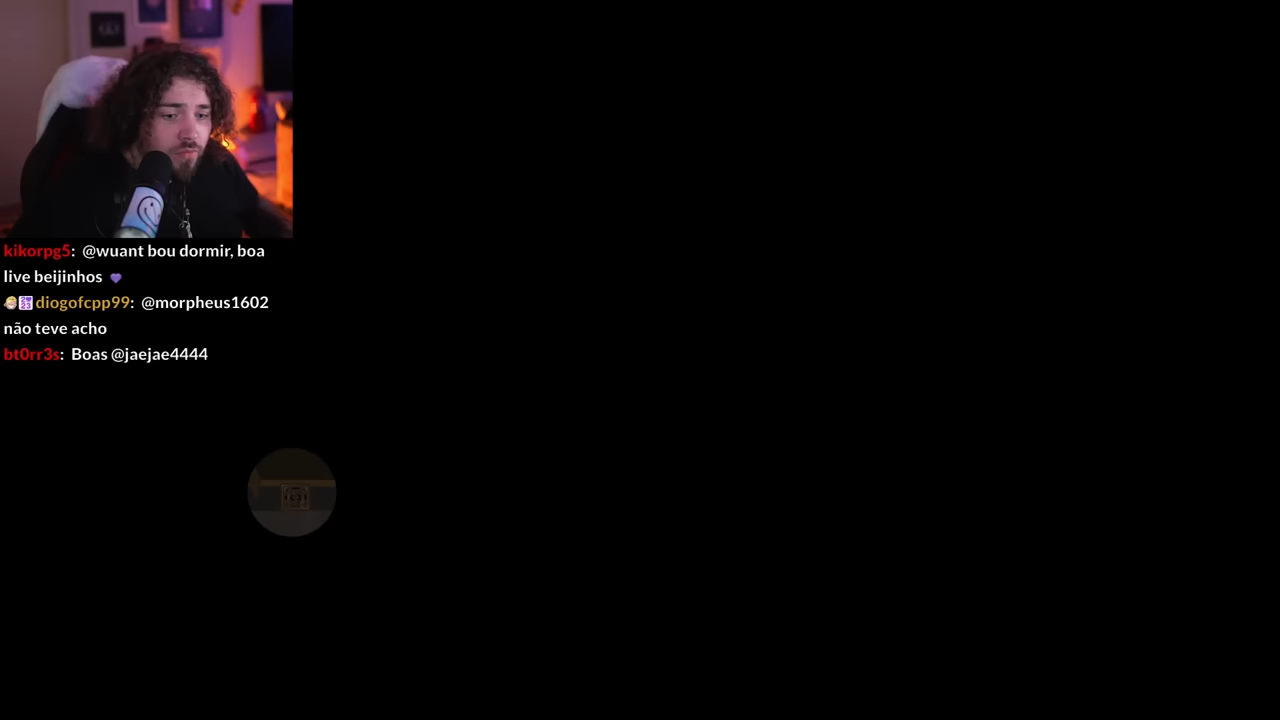 kikorpg5: @wuant bou dormir, boa
live beijinhos 💜
diogofcpp99: @morpheus1602
não teve acho
bt0rr3s: Boas @jaejae4444